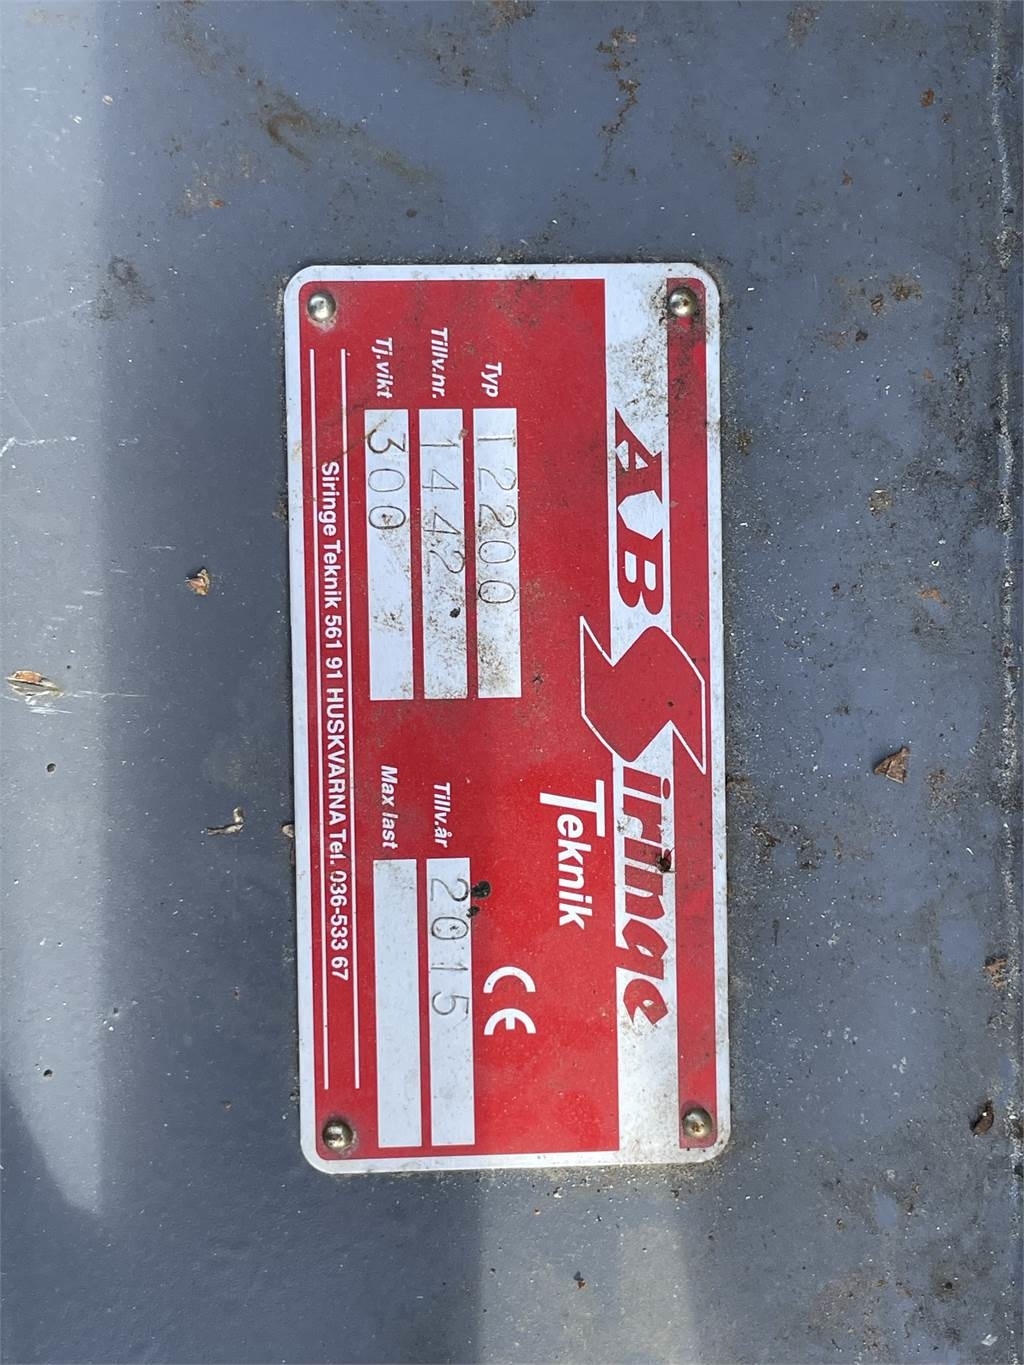 AB Siringe
Teknik
Typ T 2200
Tillv.nr. 1442 Tillv.år 2015
Tj.vikt 300 Max last
CE
Siringe Teknik 561 91 HUSKVARNA Tel. 036-533 67